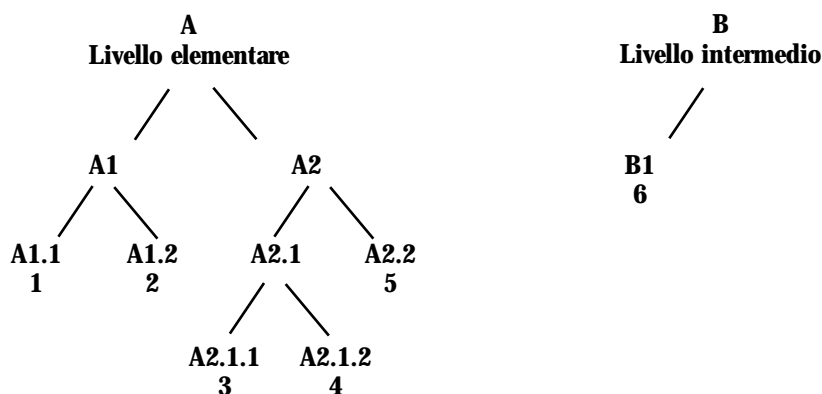 A
Livello elementare
B
Livello intermedio
A1
A2
B1
6
A1.1
1
A1.2
2
A2.1
A2.2
5
A2.1.1
3
A2.1.2
4